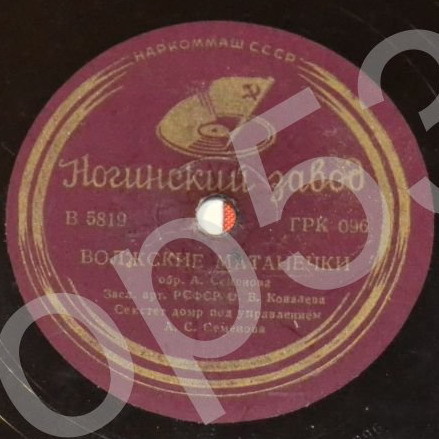 НАРКОММАШ СССР
Ногинский завод
В 5819 ГРК 096
ВОЛЖСКИЕ МАТАНЕЧКИ
обр. А. Семенова
Засл. арт. РСФСР О. В. Ковалева
Секстет домр под управлением
А. С. Семенова
op53